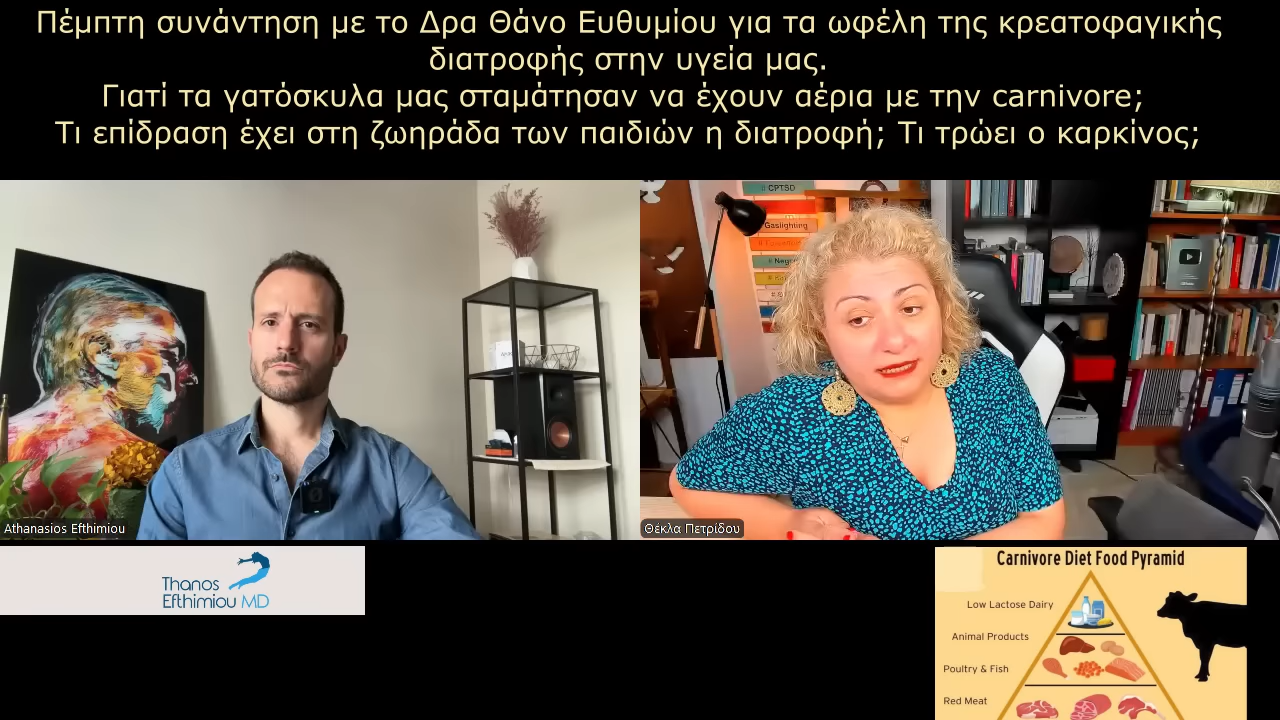 Πέμπτη συνάντηση με το Δρα Θάνο Ευθυμίου για τα ωφέλη της κρεατοφαγικής
διατροφής στην υγεία μας.
Γιατί τα γατόσκυλα μας σταμάτησαν να έχουν αέρια με την carnivore;
Τι επίδραση έχει στη ζωηράδα των παιδιών η διατροφή; Τι τρώει ο καρκίνος;
# CPTSD
Gaslighting
Athanasios Efthimiou
Θέκλα Πετρίδου
Thanos
Efthimiou MD
Carnivore Diet Food Pyramid
Low Lactose Dairy
Animal Products
Poultry & Fish
Red Meat